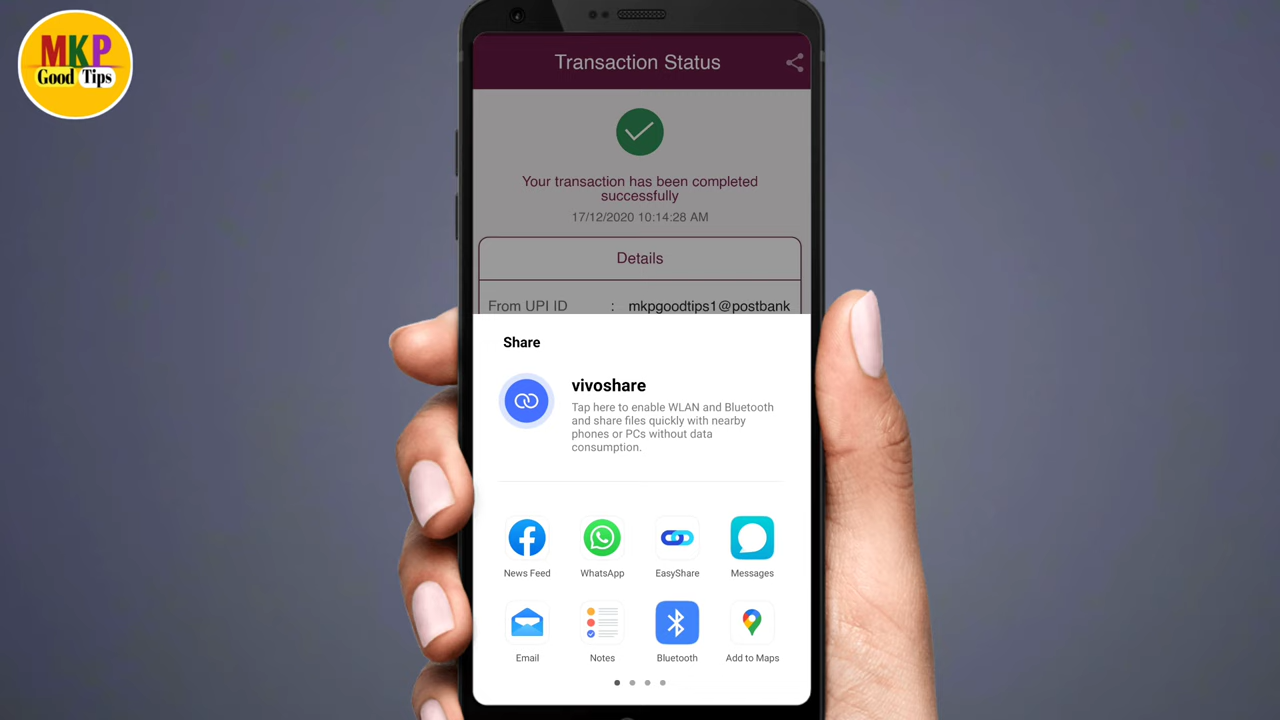 MKP
Good Tips
Transaction Status
Your transaction has been completed
successfully
17/12/2020 10:14:28 AM
Details
From UPI ID : mkpgoodtips1@postbank
Share
vivoshare
Tap here to enable WLAN and Bluetooth
and share files quickly with nearby
phones or PCs without data
consumption.
News Feed WhatsApp EasyShare Messages
Email Notes Bluetooth Add to Maps